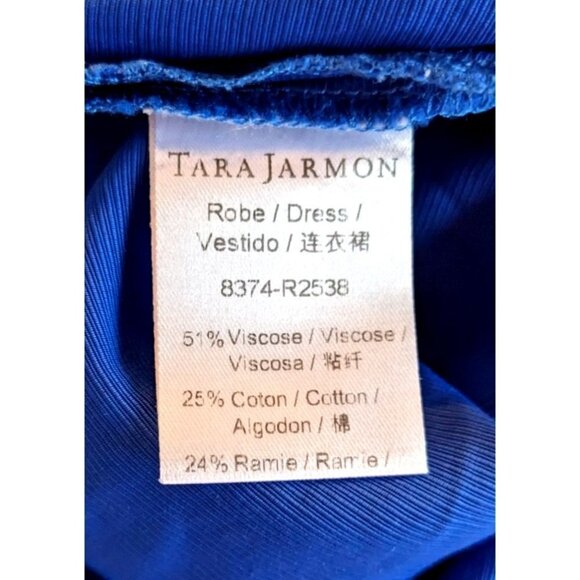 TARA JARMON
Robe / Dress /
Vestido / 连衣裙
8374-R2538
51% Viscose / Viscose /
Viscosa / 粘纤
25% Coton / Cotton /
Algodon / 棉
24% Ramie / Ramie /